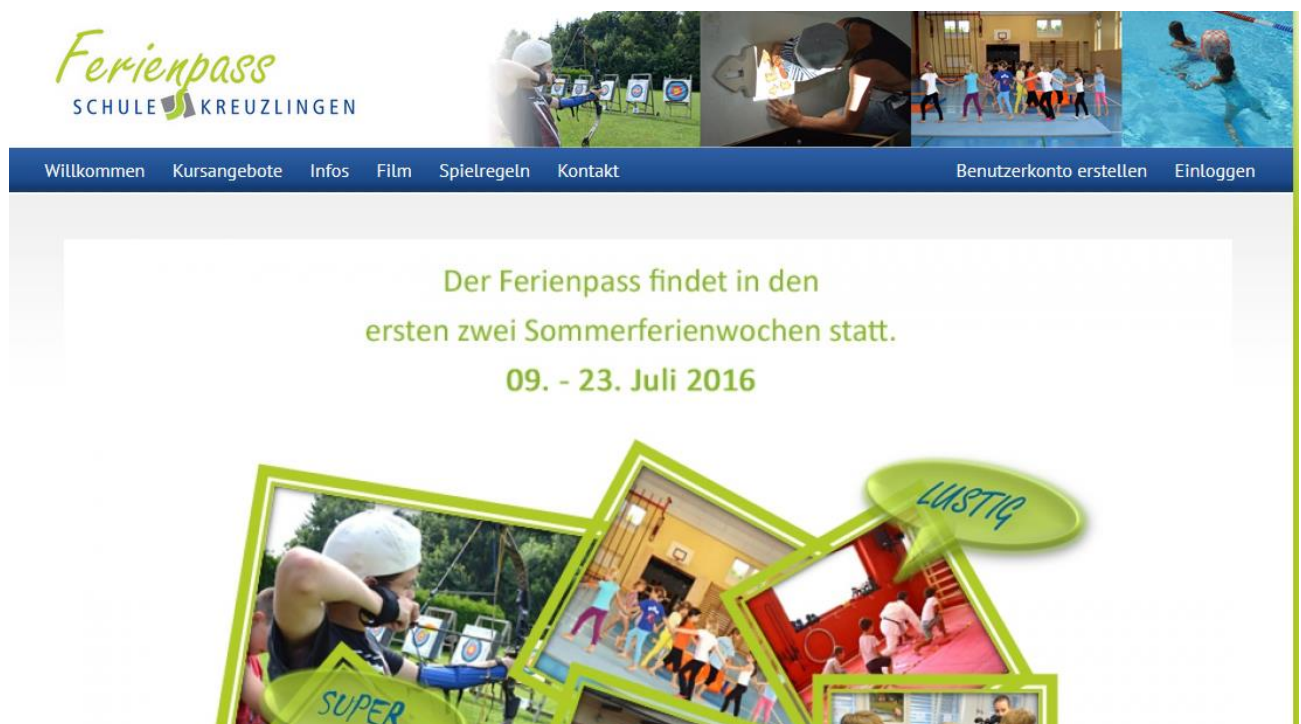 Ferienpass
SCHULE KREUZLINGEN
Willkommen Kursangebote Infos Film Spielregeln Kontakt Benutzerkonto erstellen Einloggen
Der Ferienpass findet in den
ersten zwei Sommerferienwochen statt.
09. - 23. Juli 2016
LUSTIG
SUPER